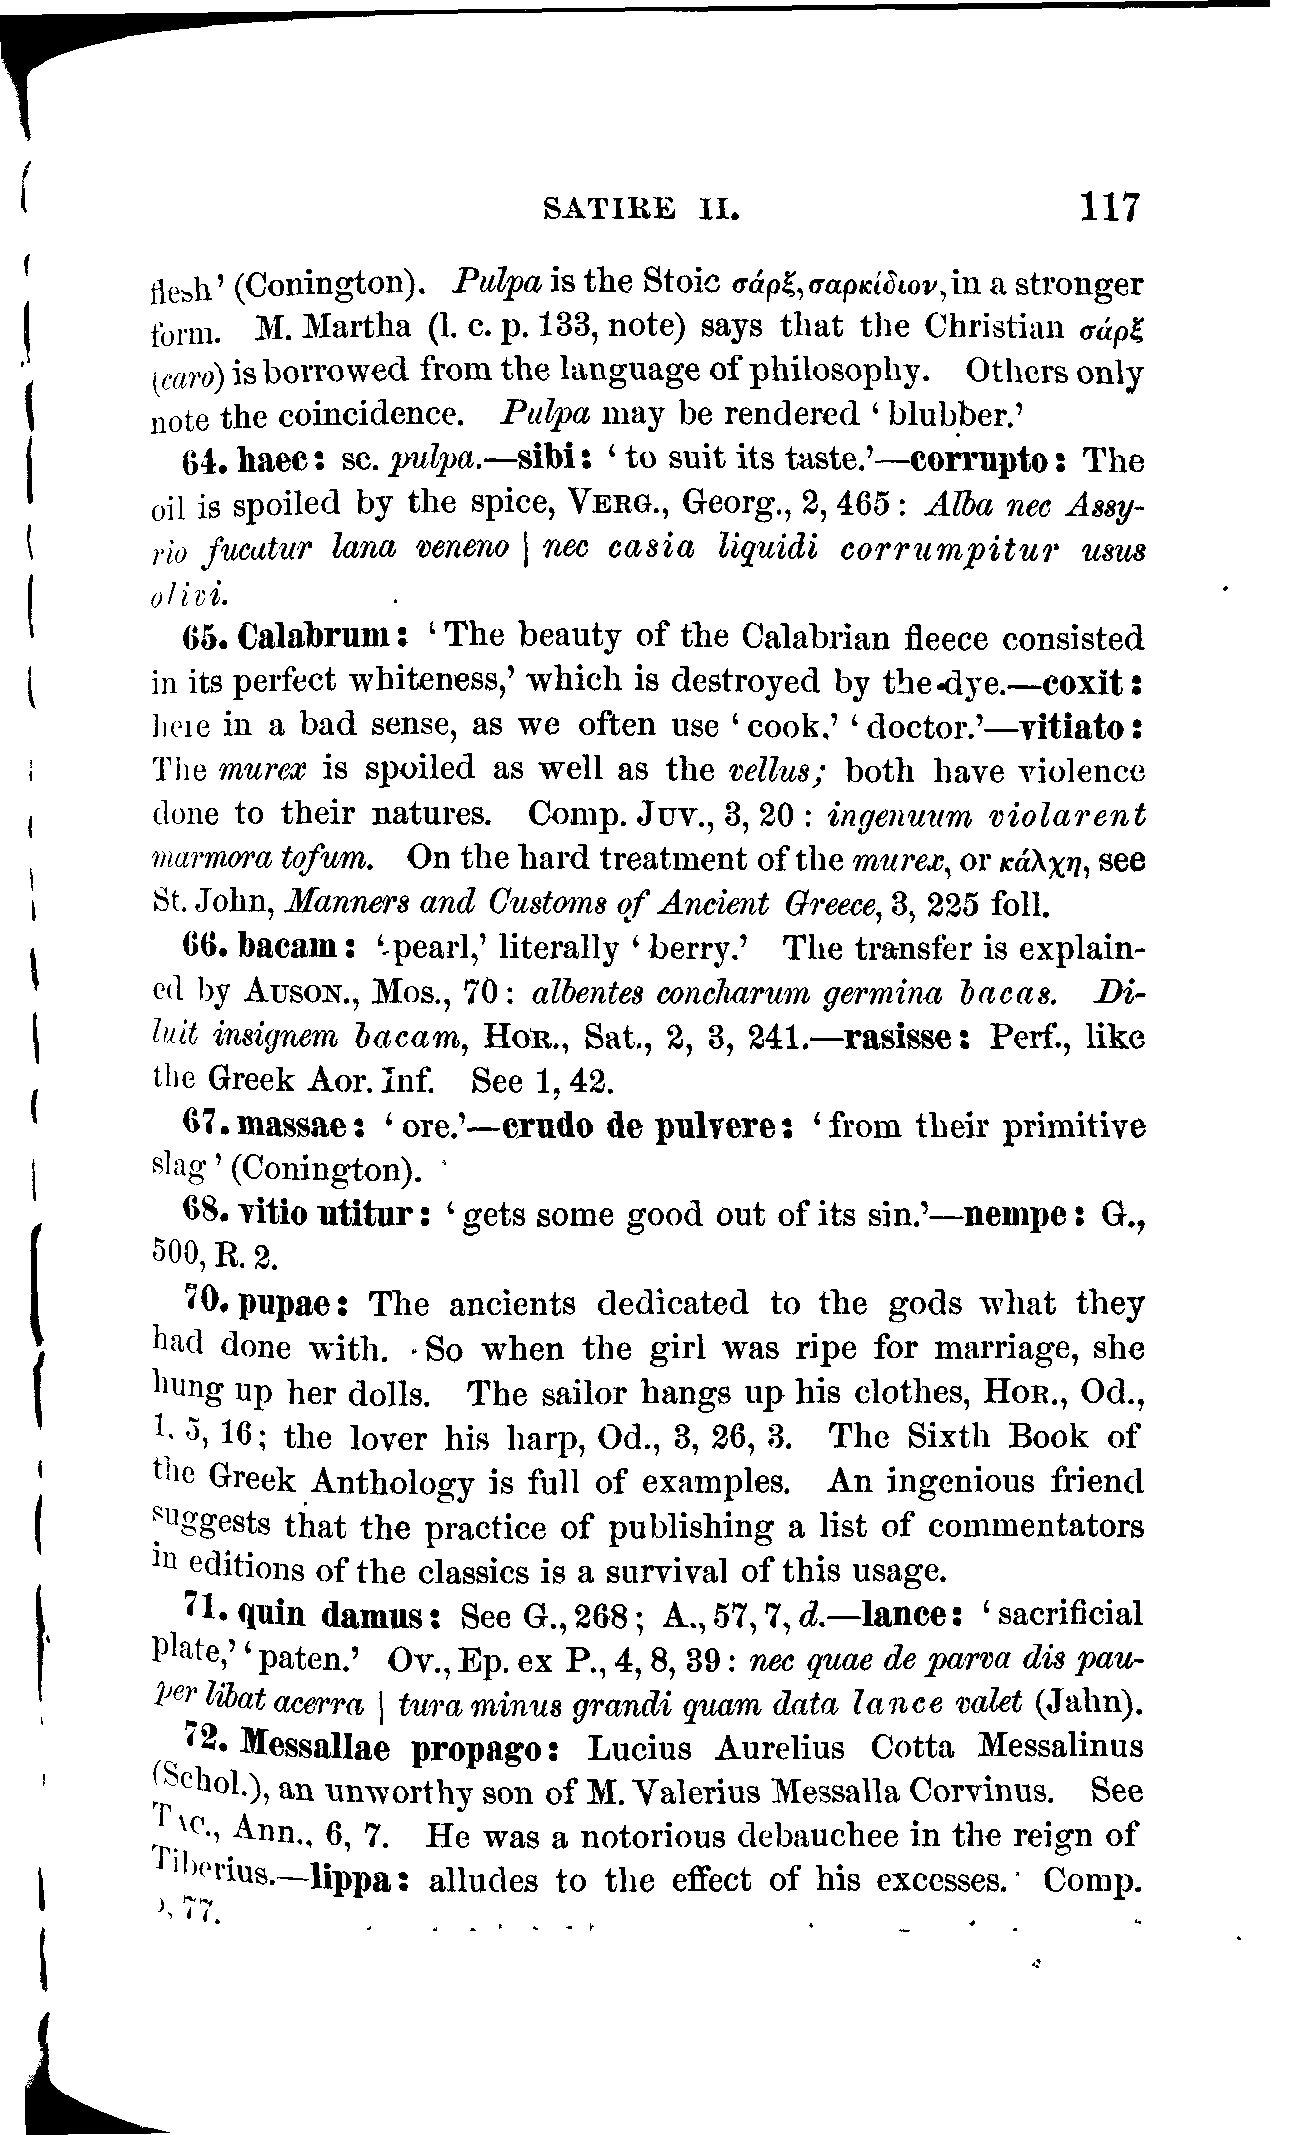 SATIRE II. 117
flesh' (Conington). Pulpa is the Stoic σάρξ, σαρκίδιον, in a stronger
form. M. Martha (l. c. p. 133, note) says that the Christian σάρξ
(caro) is borrowed from the language of philosophy. Others only
note the coincidence. Pulpa may be rendered ‘blubber.’
64. haec: sc. pulpa.—sibi: ‘to suit its taste.’—corrupto: The
oil is spoiled by the spice, VERG., Georg., 2, 465: Alba nec Assy-
rio fucatur lana veneno | nec casia liquidi corrumpitur usus
olivi.
65. Calabrum: ‘The beauty of the Calabrian fleece consisted
in its perfect whiteness,’ which is destroyed by the dye.—coxit:
here in a bad sense, as we often use ‘cook,’ ‘doctor.’—vitiato:
The murex is spoiled as well as the vellus; both have violence
done to their natures. Comp. JUV., 3, 20: ingenuum violarent
marmora tofum. On the hard treatment of the murex, or κάλχη, see
St. John, Manners and Customs of Ancient Greece, 3, 225 foll.
66. bacam: ‘pearl,’ literally ‘berry.’ The transfer is explain-
ed by AUSON., Mos., 70: albentes concharum germina bacas. Di-
luit insignem bacam, HOR., Sat., 2, 3, 241.—rasisse: Perf., like
the Greek Aor. Inf. See 1, 42.
67. massae: ‘ore.’—crudo de pulvere: ‘from their primitive
slag’ (Conington).
68. vitio utitur: ‘gets some good out of its sin.’—nempe: G.,
500, R. 2.
70. pupae: The ancients dedicated to the gods what they
had done with. So when the girl was ripe for marriage, she
hung up her dolls. The sailor hangs up his clothes, HOR., Od.,
1, 5, 16; the lover his harp, Od., 3, 26, 3. The Sixth Book of
the Greek Anthology is full of examples. An ingenious friend
suggests that the practice of publishing a list of commentators
in editions of the classics is a survival of this usage.
71. quin damus: See G., 268; A., 57, 7, d.—lance: ‘sacrificial
plate,’ ‘paten.’ OV., Ep. ex P., 4, 8, 39: nec quae de parva dis pau-
per libat acerra | tura minus grandi quam data lance valet (Jahn).
72. Messallae propago: Lucius Aurelius Cotta Messalinus
(Schol.), an unworthy son of M. Valerius Messalla Corvinus. See
TAC., Ann., 6, 7. He was a notorious debauchee in the reign of
Tiberius.—lippa: alludes to the effect of his excesses. Comp.
77.